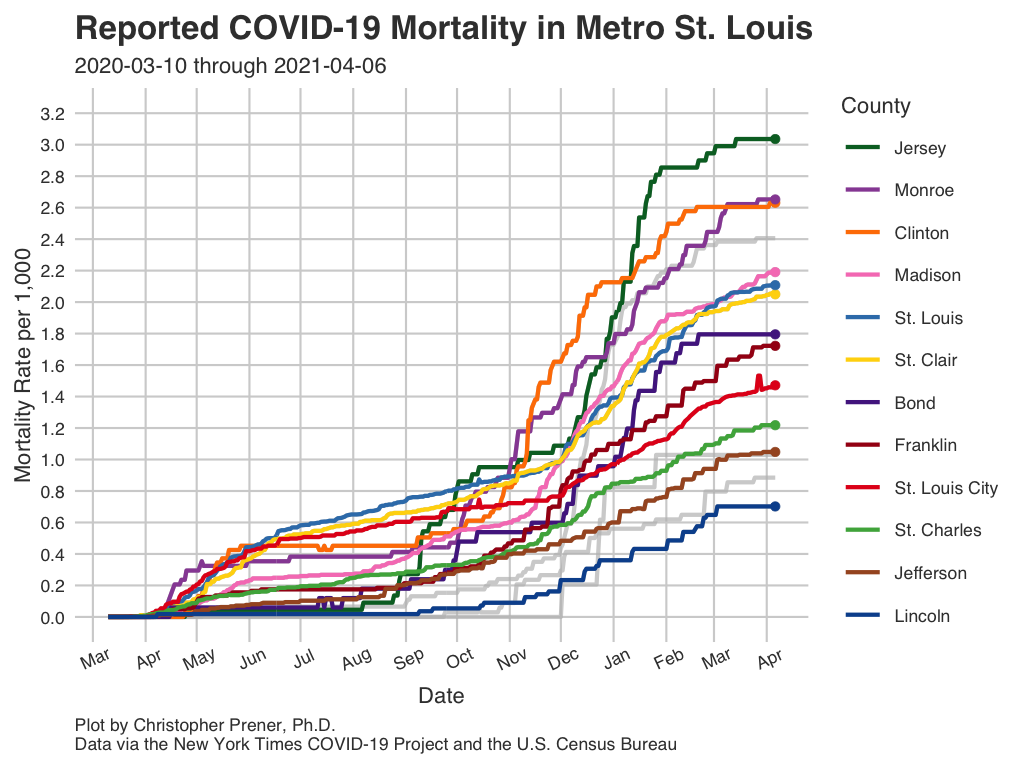 Reported COVID-19 Mortality in Metro St. Louis
2020-03-10 through 2021-04-06
Mortality Rate per 1,000
3.2
3.0
2.8
2.6
2.4
2.2
2.0
1.8
1.6
1.4
1.2
1.0
0.8
0.6
0.4
0.2
0.0
Mar Apr May Jun Jul Aug Sep Oct Nov Dec Jan Feb Mar Apr
Date
County
Jersey
Monroe
Clinton
Madison
St. Louis
St. Clair
Bond
Franklin
St. Louis City
St. Charles
Jefferson
Lincoln
Plot by Christopher Prener, Ph.D.
Data via the New York Times COVID-19 Project and the U.S. Census Bureau